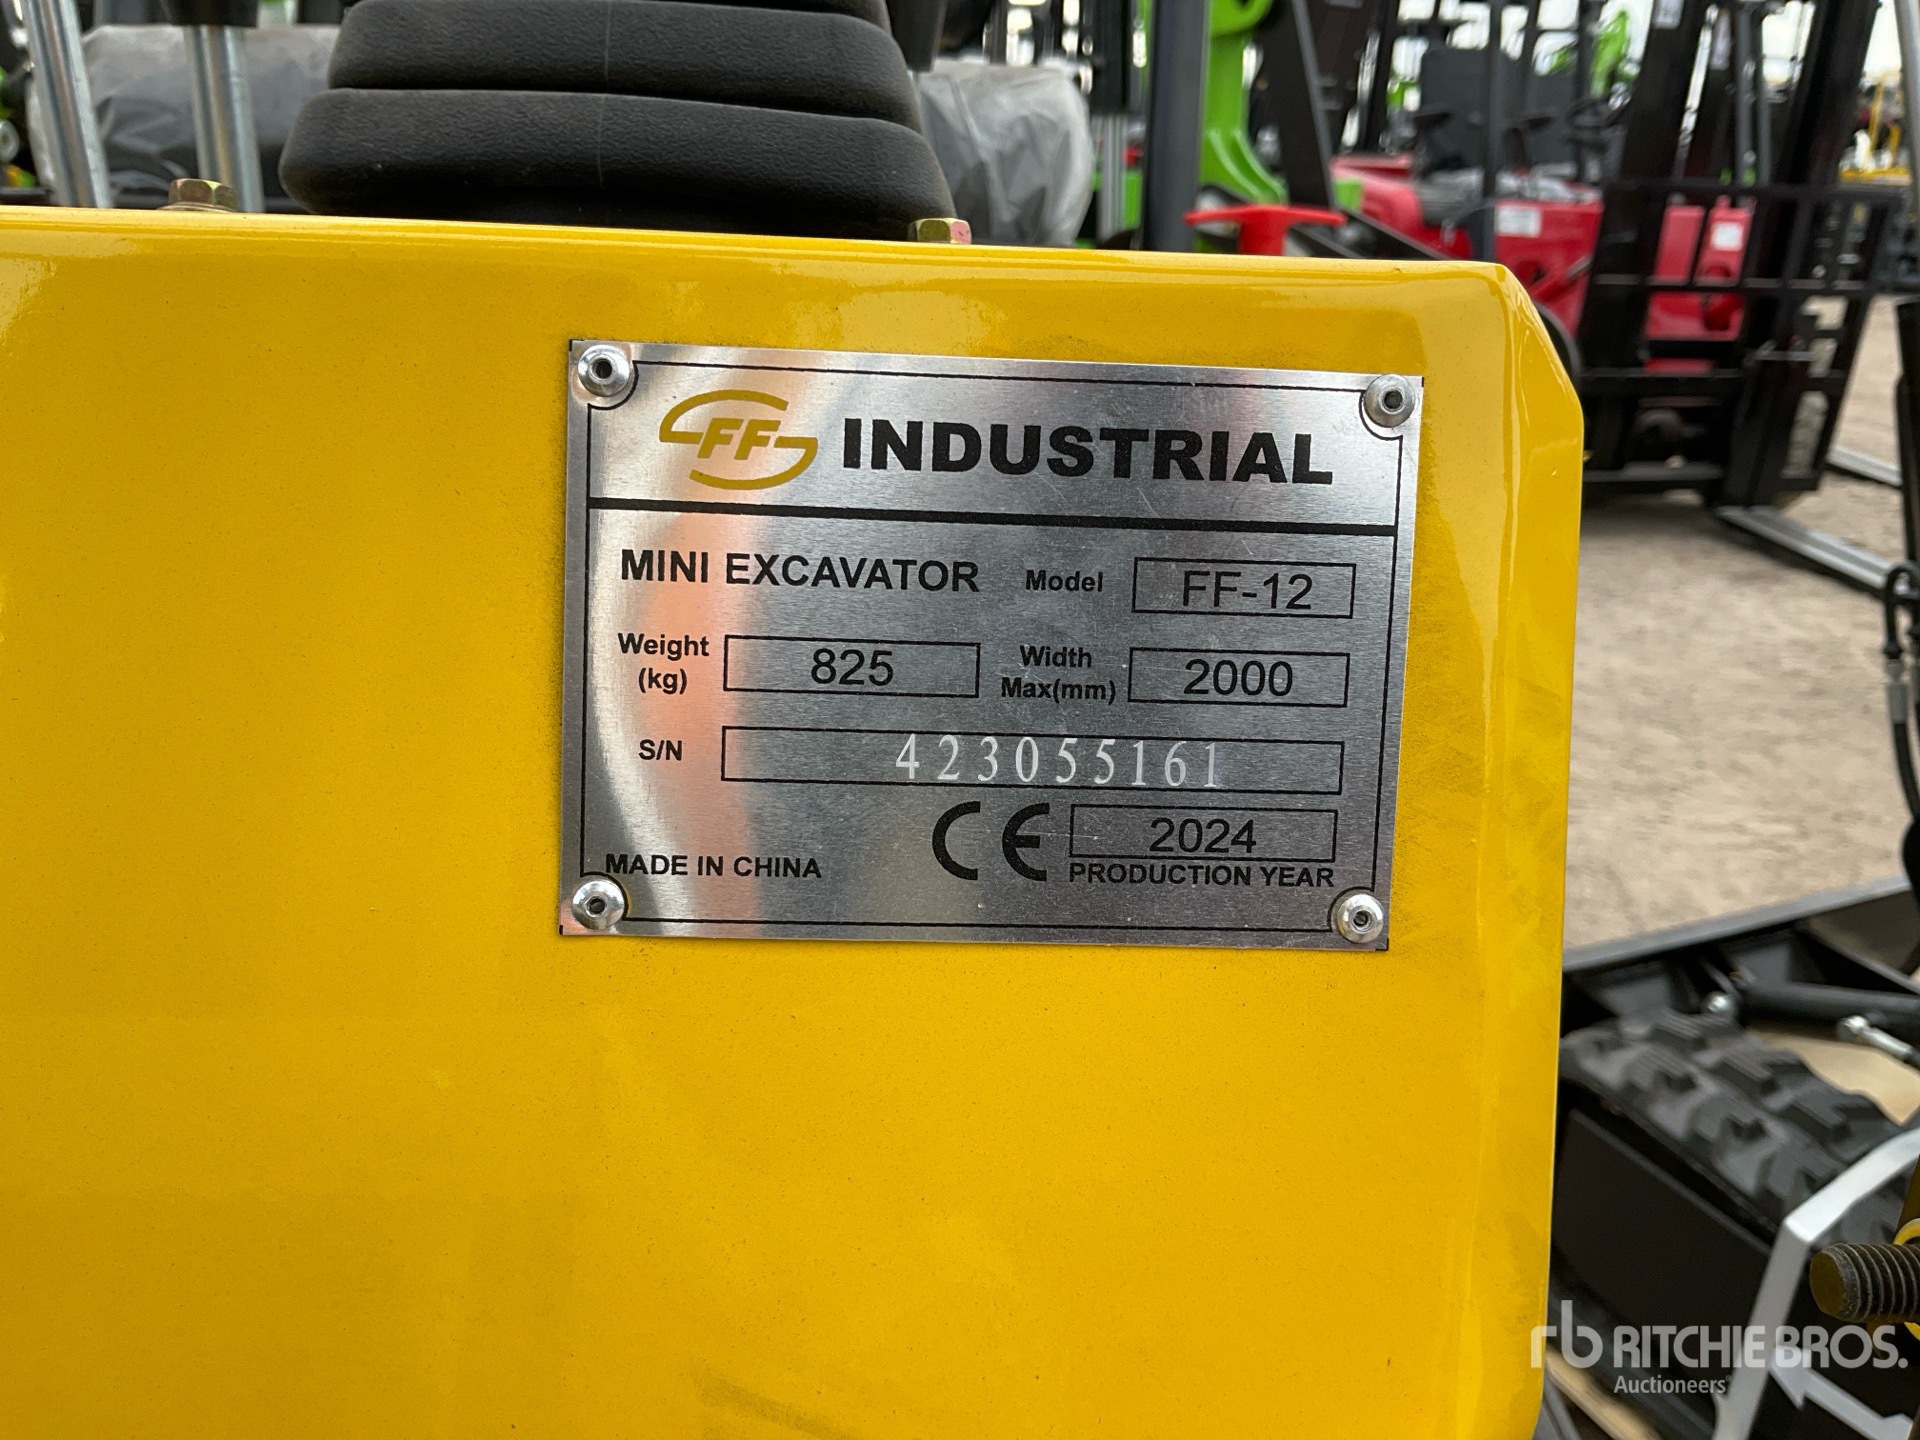 FF INDUSTRIAL
MINI EXCAVATOR Model FF-12
Weight (kg) 825 Width Max(mm) 2000
S/N 423055161
MADE IN CHINA CE 2024
PRODUCTION YEAR
rb RITCHIE BROS.
Auctioneers